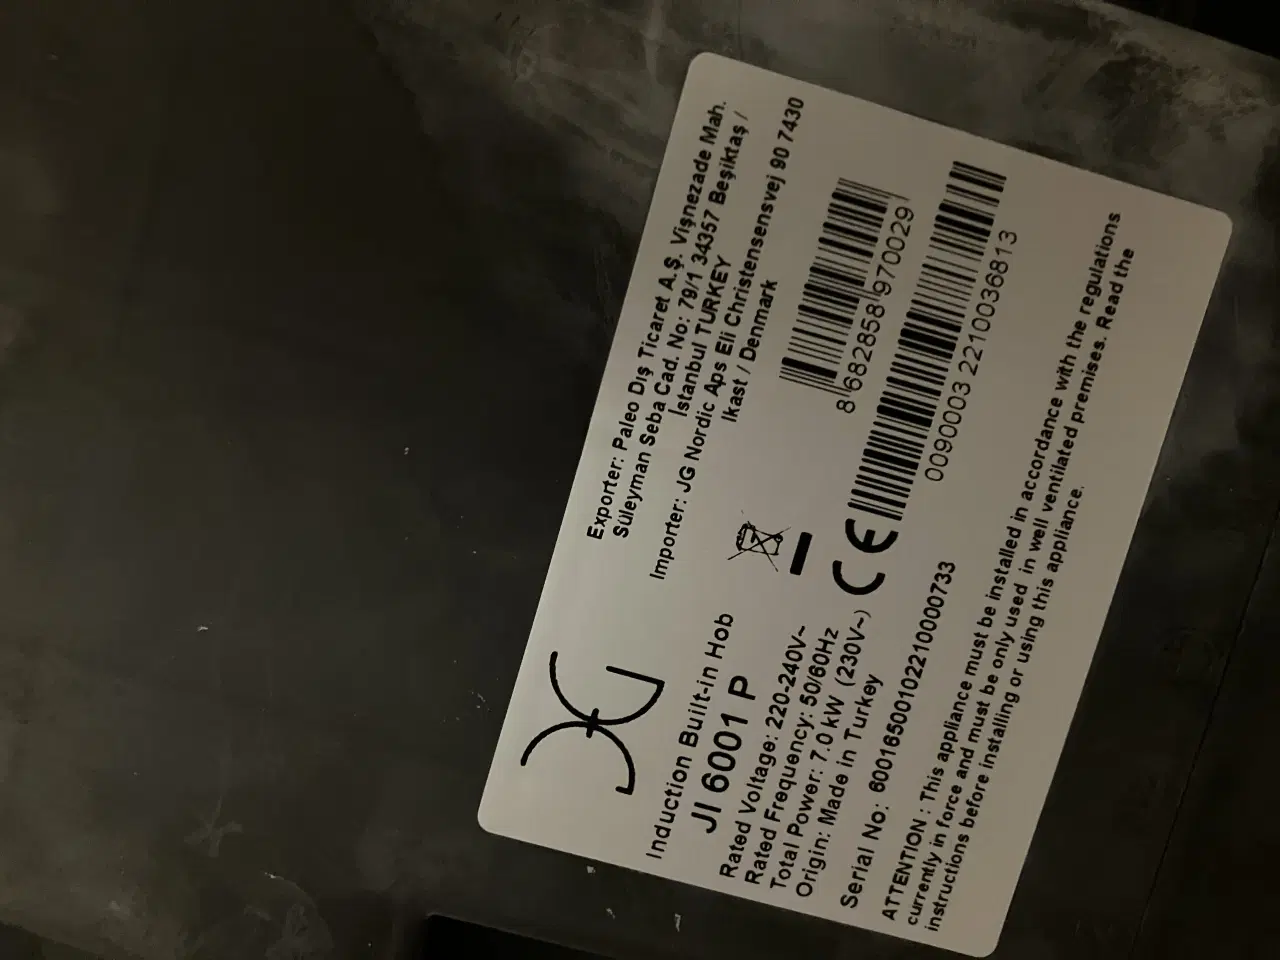 Exporter: Paleo Dış Ticaret A.Ş. Vişnezade Mah.
Süleyman Seba Cad. No: 79/1 34357 Beşiktaş /
İstanbul TURKEY
Importer: JG Nordic Aps Eli Christensensvej 90 7430
Ikast / Denmark
Induction Built-in Hob
JI 6001 P
Rated Voltage: 220-240V~
Rated Frequency: 50/60Hz
Total Power: 7.0 kW (230V~)
Origin: Made in Turkey
CE
8 682858 970029
0090003 2210036813
Serial No: 6001650010221000​0733
ATTENTION : This appliance must be installed in accordance with the regulations
currently in force and must be only used in well ventilated premises. Read the
instructions before installing or using this appliance.